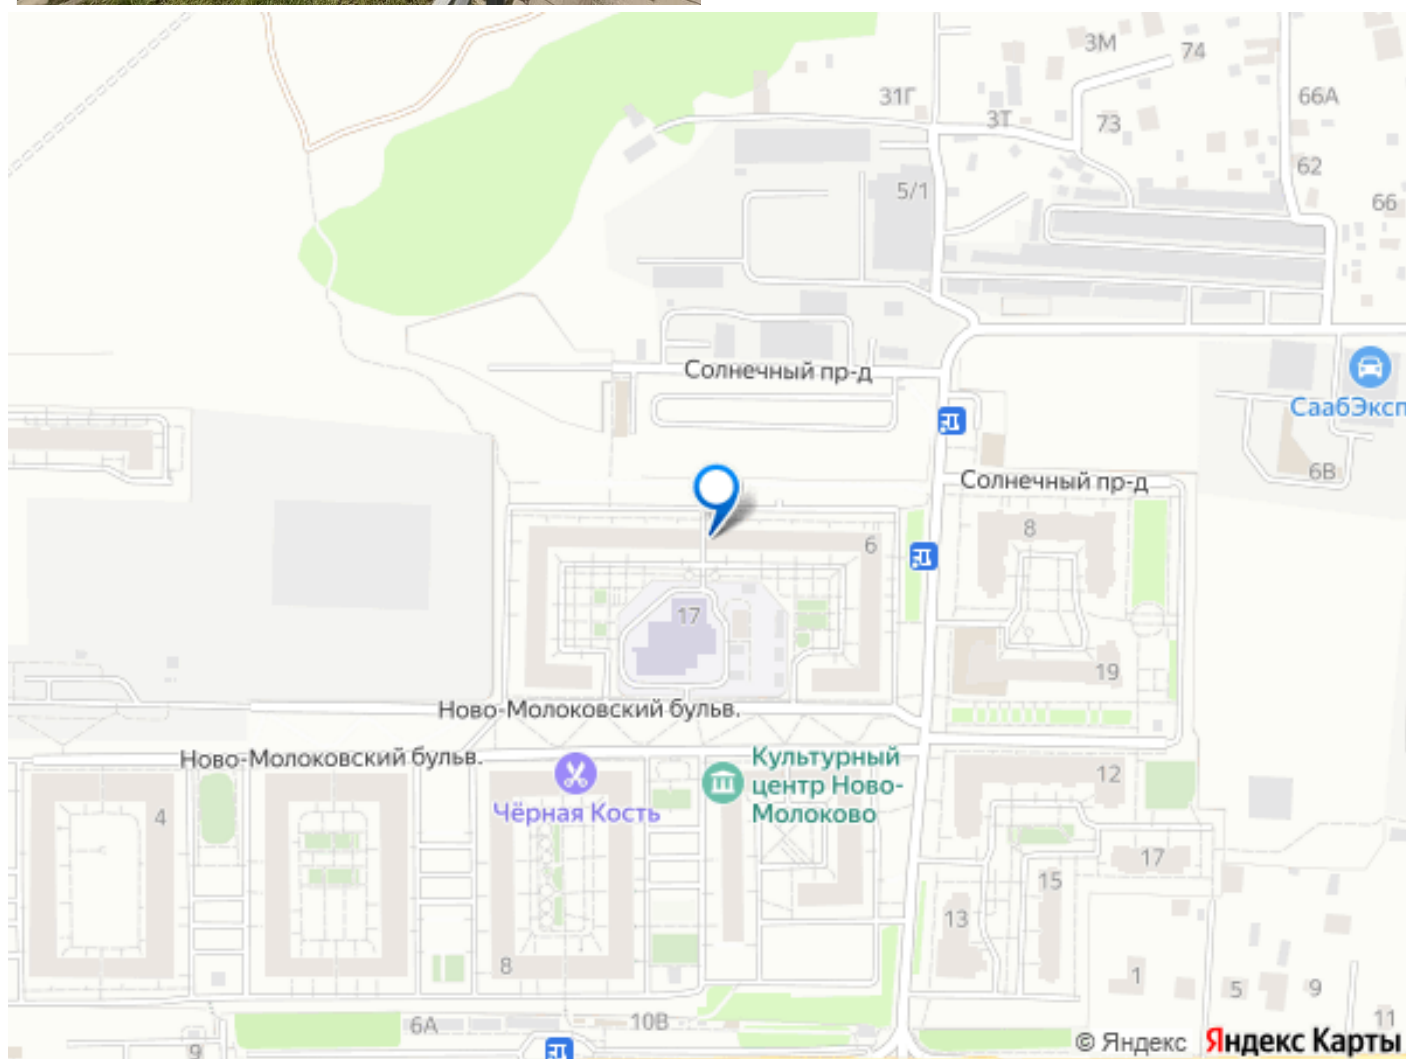 3М
74
31Г
66А
3Т
73
62
5/1
66
Солнечный пр-д
СаабЭксп
Солнечный пр-д
6В
8
6
17
19
Ново-Молоковский бульв.
Ново-Молоковский бульв.
Культурный
центр Ново-
Молоково
12
Чёрная Кость
4
17
15
13
8
1
5
9
11
6А
10В
9
© Яндекс
Яндекс Карты